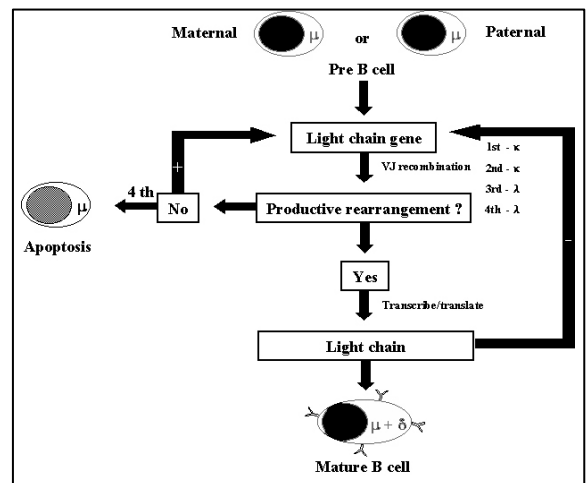 Maternal μ or μ Paternal
Pre B cell
Light chain gene
1st - κ
VJ recombination
2nd - κ
3rd - λ
4th - λ
+
μ
4 th
No
Productive rearrangement ?
Apoptosis
–
Yes
Transcribe/translate
Light chain
μ + δ
Mature B cell